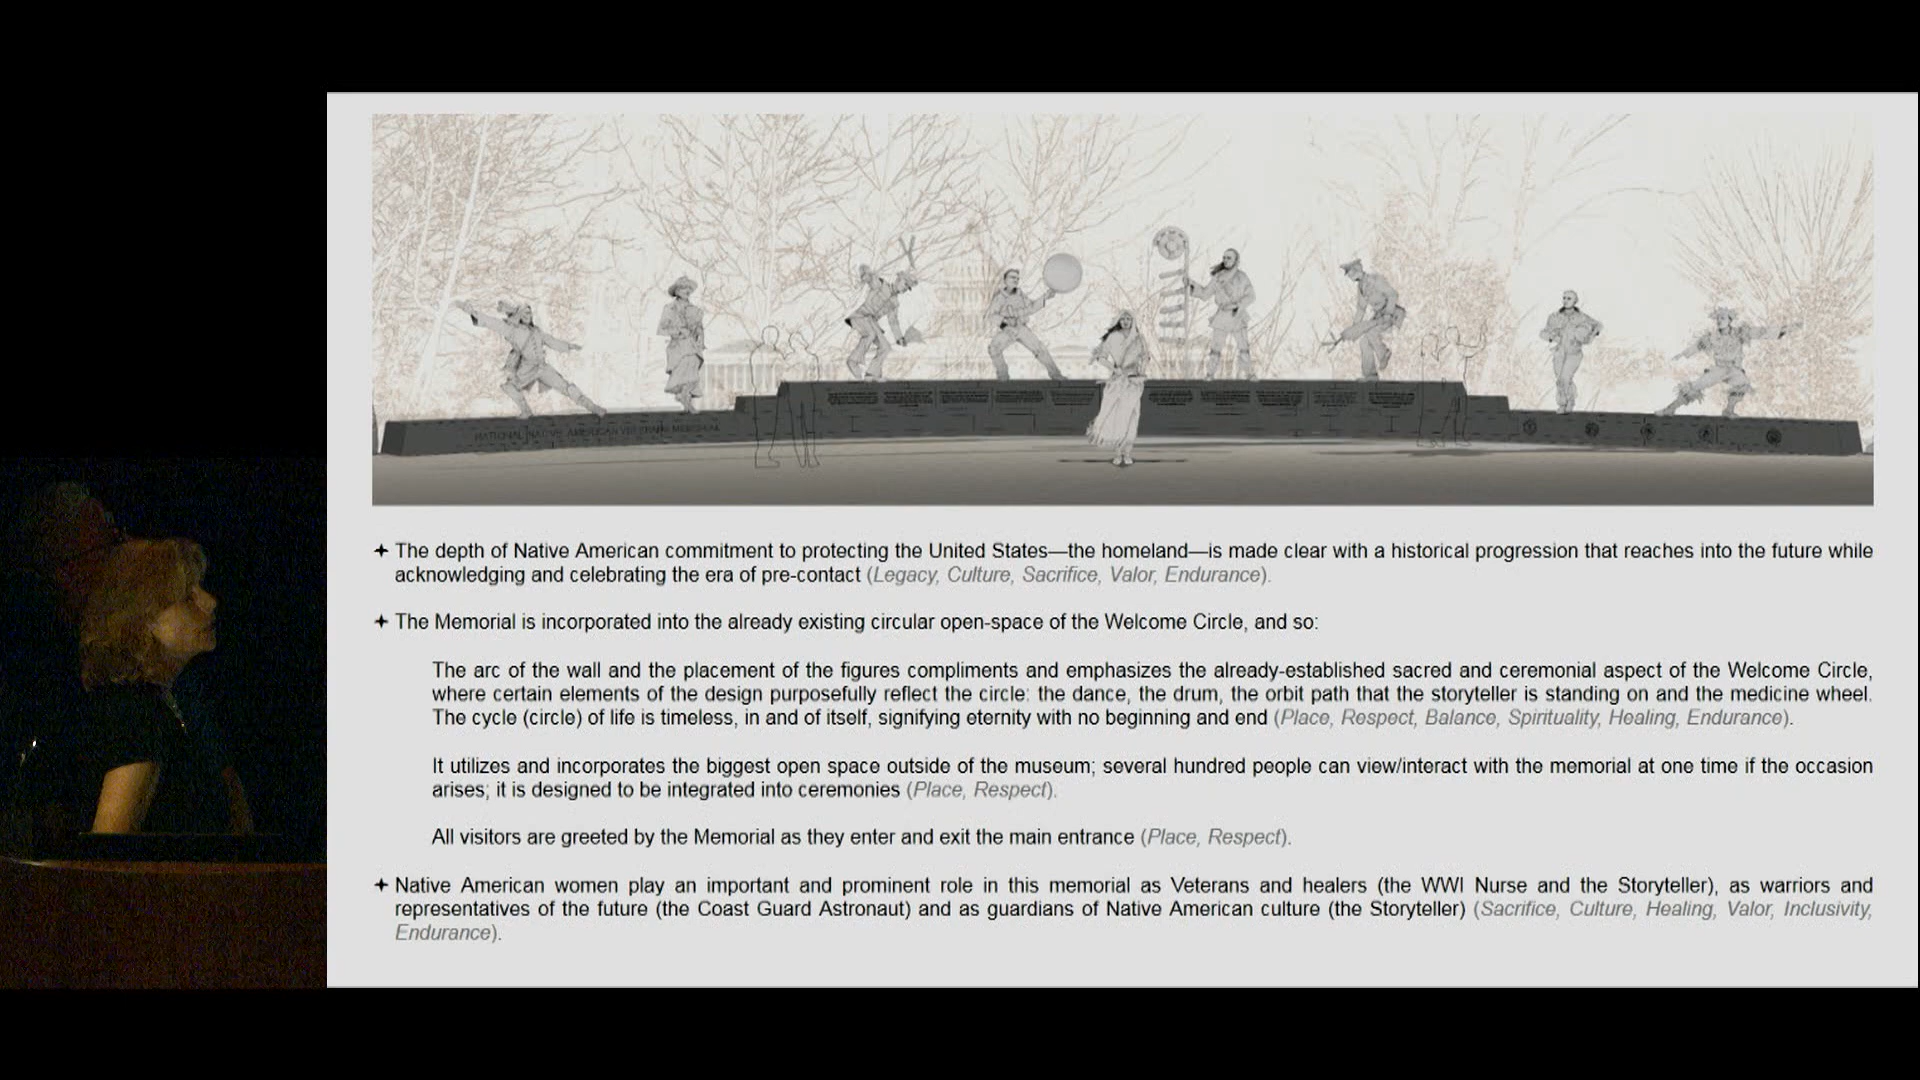 NATIONAL NATIVE AMERICAN VETERANS MEMORIAL
The depth of Native American commitment to protecting the United States—the homeland—is made clear with a historical progression that reaches into the future while
acknowledging and celebrating the era of pre-contact (Legacy, Culture, Sacrifice, Valor, Endurance).
The Memorial is incorporated into the already existing circular open-space of the Welcome Circle, and so:
The arc of the wall and the placement of the figures compliments and emphasizes the already-established sacred and ceremonial aspect of the Welcome Circle,
where certain elements of the design purposefully reflect the circle: the dance, the drum, the orbit path that the storyteller is standing on and the medicine wheel.
The cycle (circle) of life is timeless, in and of itself, signifying eternity with no beginning and end (Place, Respect, Balance, Spirituality, Healing, Endurance).
It utilizes and incorporates the biggest open space outside of the museum; several hundred people can view/interact with the memorial at one time if the occasion
arises; it is designed to be integrated into ceremonies (Place, Respect).
All visitors are greeted by the Memorial as they enter and exit the main entrance (Place, Respect).
Native American women play an important and prominent role in this memorial as Veterans and healers (the WWI Nurse and the Storyteller), as warriors and
representatives of the future (the Coast Guard Astronaut) and as guardians of Native American culture (the Storyteller) (Sacrifice, Culture, Healing, Valor, Inclusivity,
Endurance).